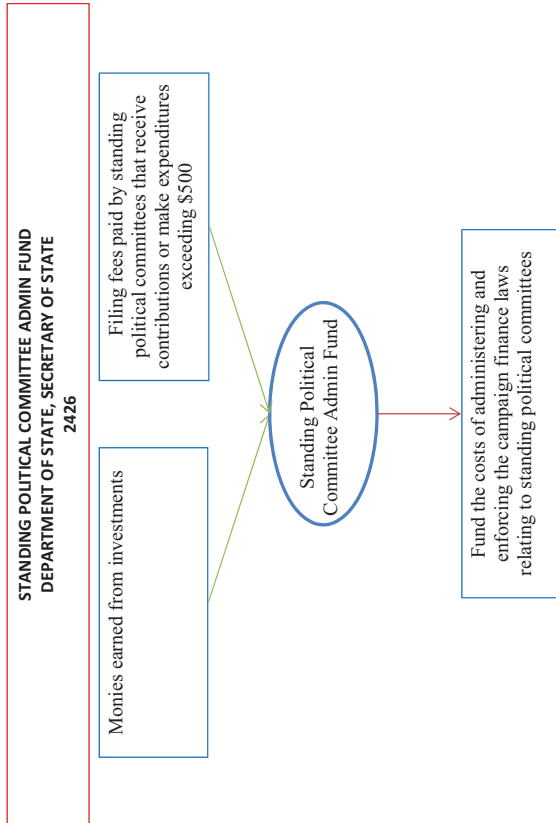 STANDING POLITICAL COMMITTEE ADMIN FUND
DEPARTMENT OF STATE, SECRETARY OF STATE
2426
Monies earned from investments
Filing fees paid by standing
political committees that receive
contributions or make expenditures
exceeding $500
Standing Political
Committee Admin Fund
Fund the costs of administering and
enforcing the campaign finance laws
relating to standing political committees